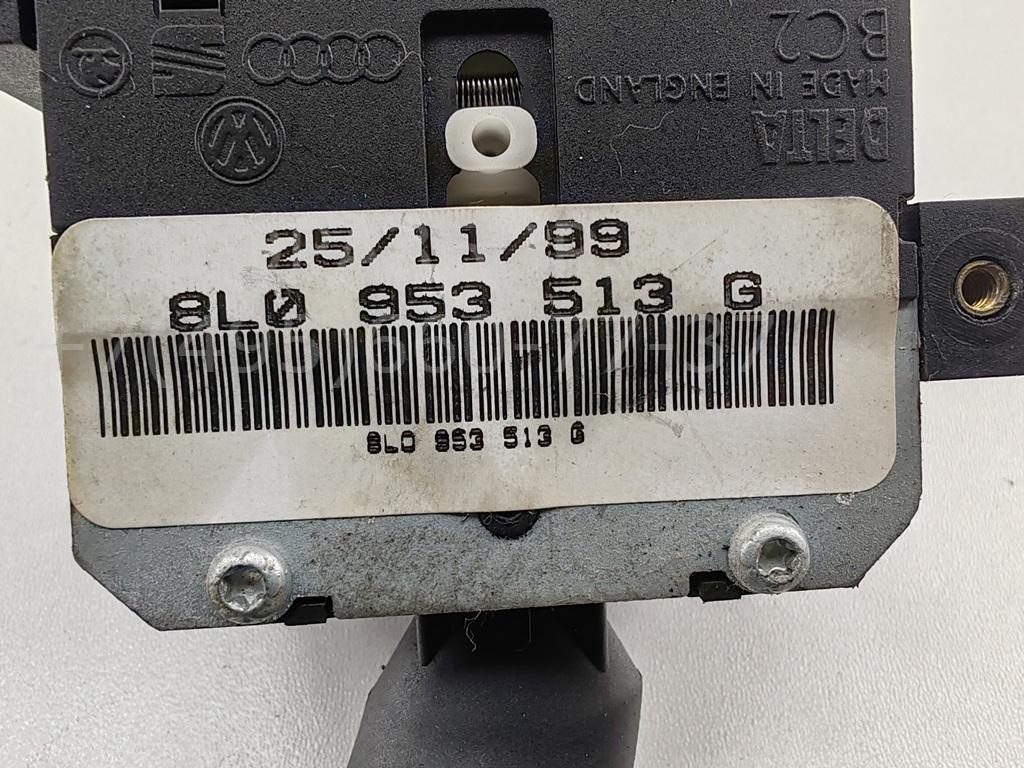 DELTA
MADE IN ENGLAND
BC2
25/11/99
8L0 953 513 G
8L0 953 513 G